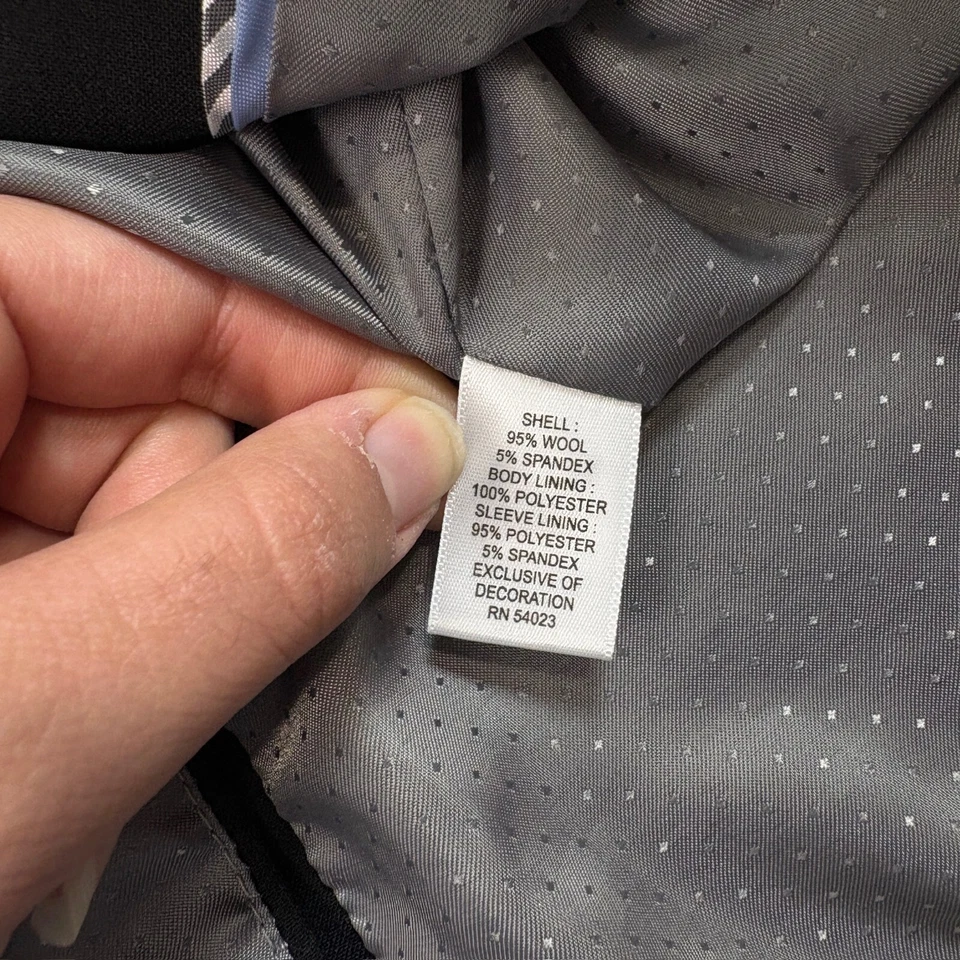 SHELL :
95% WOOL
5% SPANDEX
BODY LINING :
100% POLYESTER
SLEEVE LINING :
95% POLYESTER
5% SPANDEX
EXCLUSIVE OF
DECORATION
RN 54023